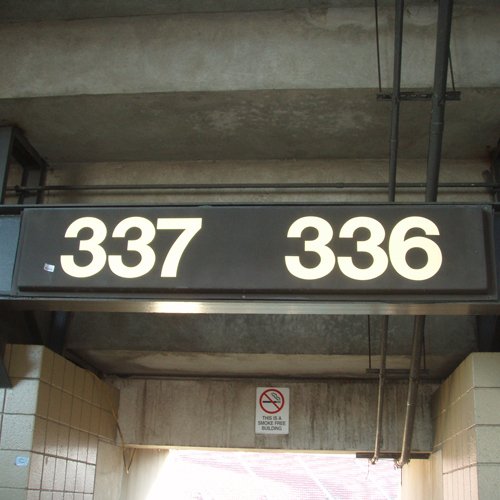 337 336
THIS IS A
SMOKE FREE
BUILDING